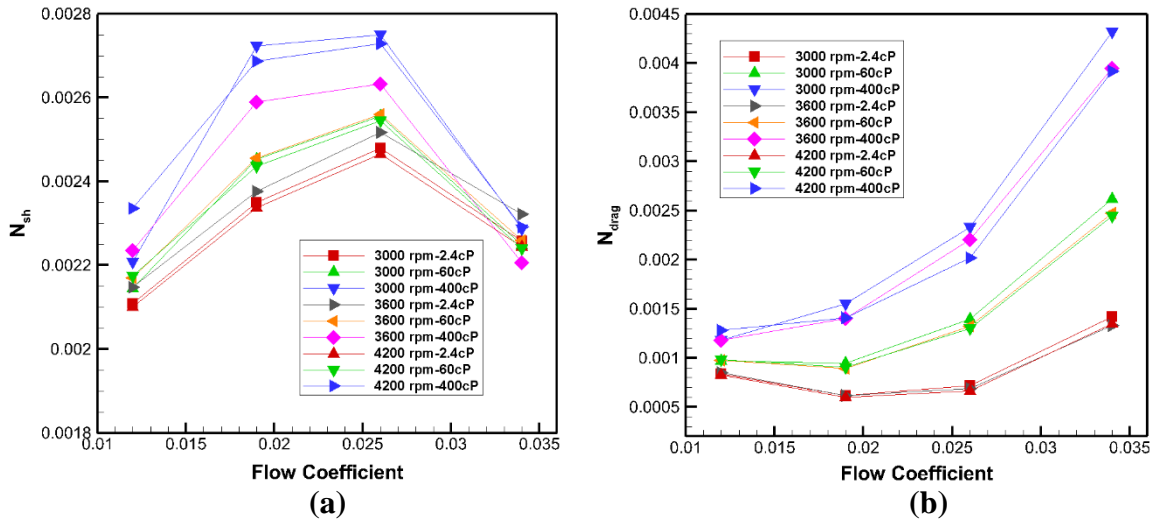 0.0028
0.0026
0.0024
0.0022
0.002
0.0018
N_sh
3000 rpm-2.4cP
3000 rpm-60cP
3000 rpm-400cP
3600 rpm-2.4cP
3600 rpm-60cP
3600 rpm-400cP
4200 rpm-2.4cP
4200 rpm-60cP
4200 rpm-400cP
0.01 0.015 0.02 0.025 0.03 0.035
Flow Coefficient
(a)
0.0045
0.004
0.0035
0.003
0.0025
0.002
0.0015
0.001
0.0005
N_drag
3000 rpm-2.4cP
3000 rpm-60cP
3000 rpm-400cP
3600 rpm-2.4cP
3600 rpm-60cP
3600 rpm-400cP
4200 rpm-2.4cP
4200 rpm-60cP
4200 rpm-400cP
0.01 0.015 0.02 0.025 0.03 0.035
Flow Coefficient
(b)